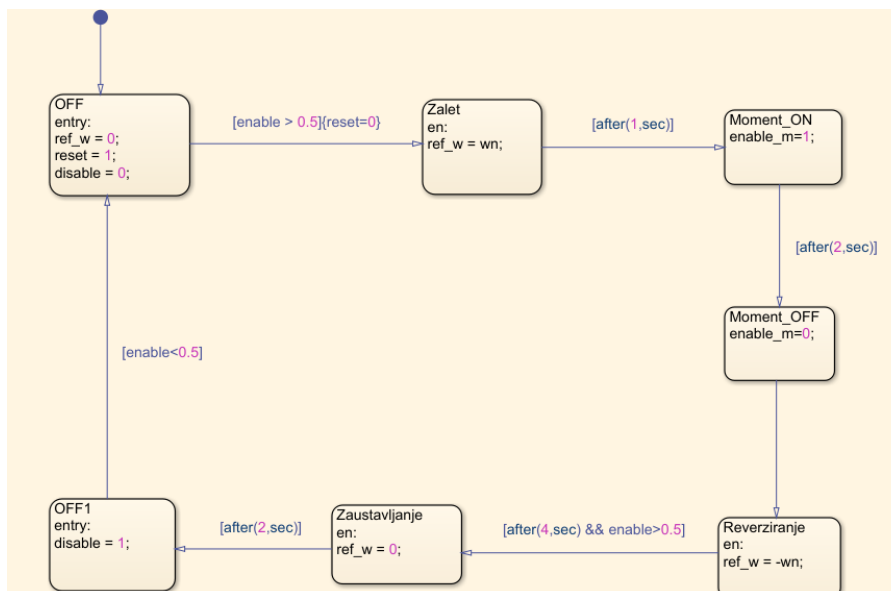 OFF
entry:
ref_w = 0;
reset = 1;
disable = 0;
[enable > 0.5]{reset=0}
Zalet
en:
ref_w = wn;
[after(1,sec)]
Moment_ON
enable_m=1;
[after(2,sec)]
Moment_OFF
enable_m=0;
[enable<0.5]
OFF1
entry:
disable = 1;
[after(2,sec)]
Zaustavljanje
en:
ref_w = 0;
[after(4,sec) && enable>0.5]
Reverziranje
en:
ref_w = -wn;